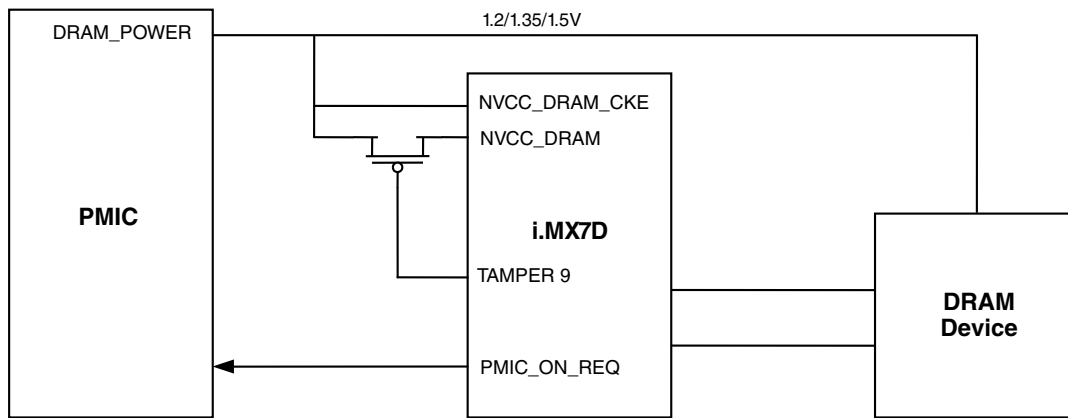 1.2/1.35/1.5V
DRAM_POWER
NVCC_DRAM_CKE
NVCC_DRAM
PMIC
i.MX7D
TAMPER 9
DRAM
Device
PMIC_ON_REQ